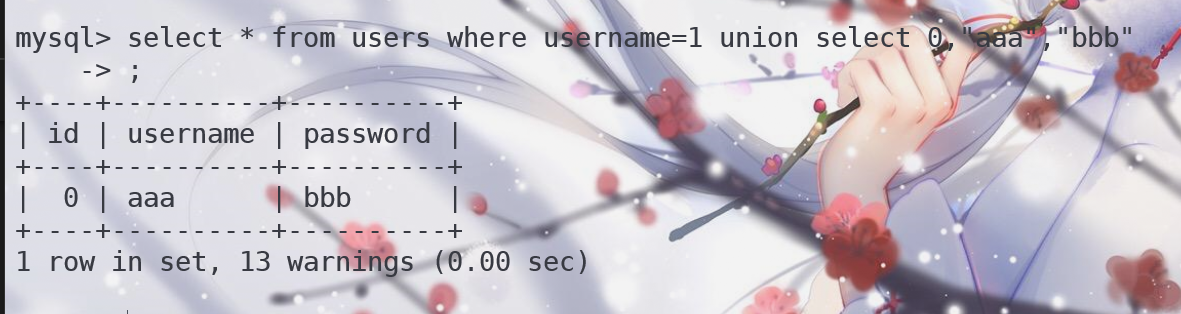 mysql> select * from users where username=1 union select 0,"aaa","bbb"
    -> ;
+----+----------+----------+
| id | username | password |
+----+----------+----------+
|  0 | aaa      | bbb      |
+----+----------+----------+
1 row in set, 13 warnings (0.00 sec)